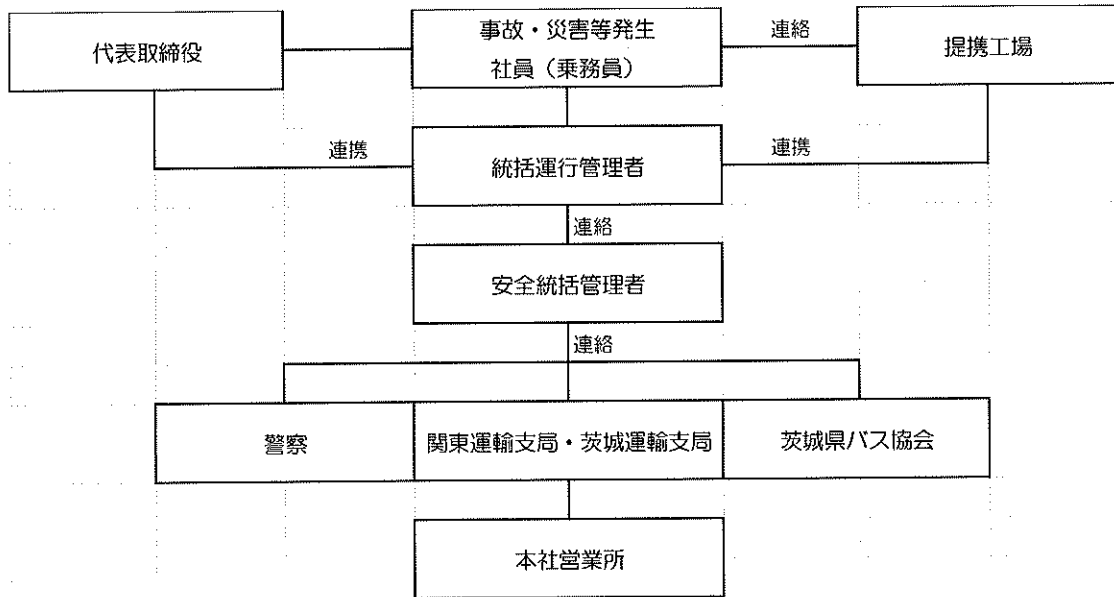 代表取締役
事故・災害等発生
社員（乗務員）
連絡
提携工場
連携
統括運行管理者
連携
連絡
安全統括管理者
連絡
警察
関東運輸支局・茨城運輸支局
茨城県バス協会
本社営業所